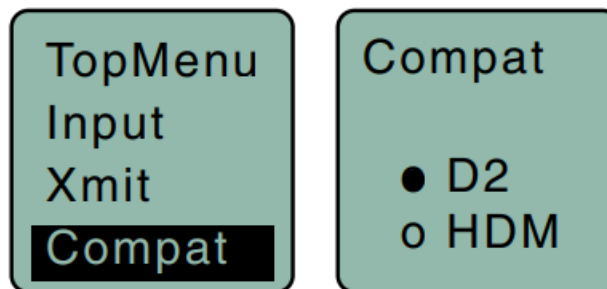 TopMenu
Input
Xmit
Compat
Compat
D2
HDM